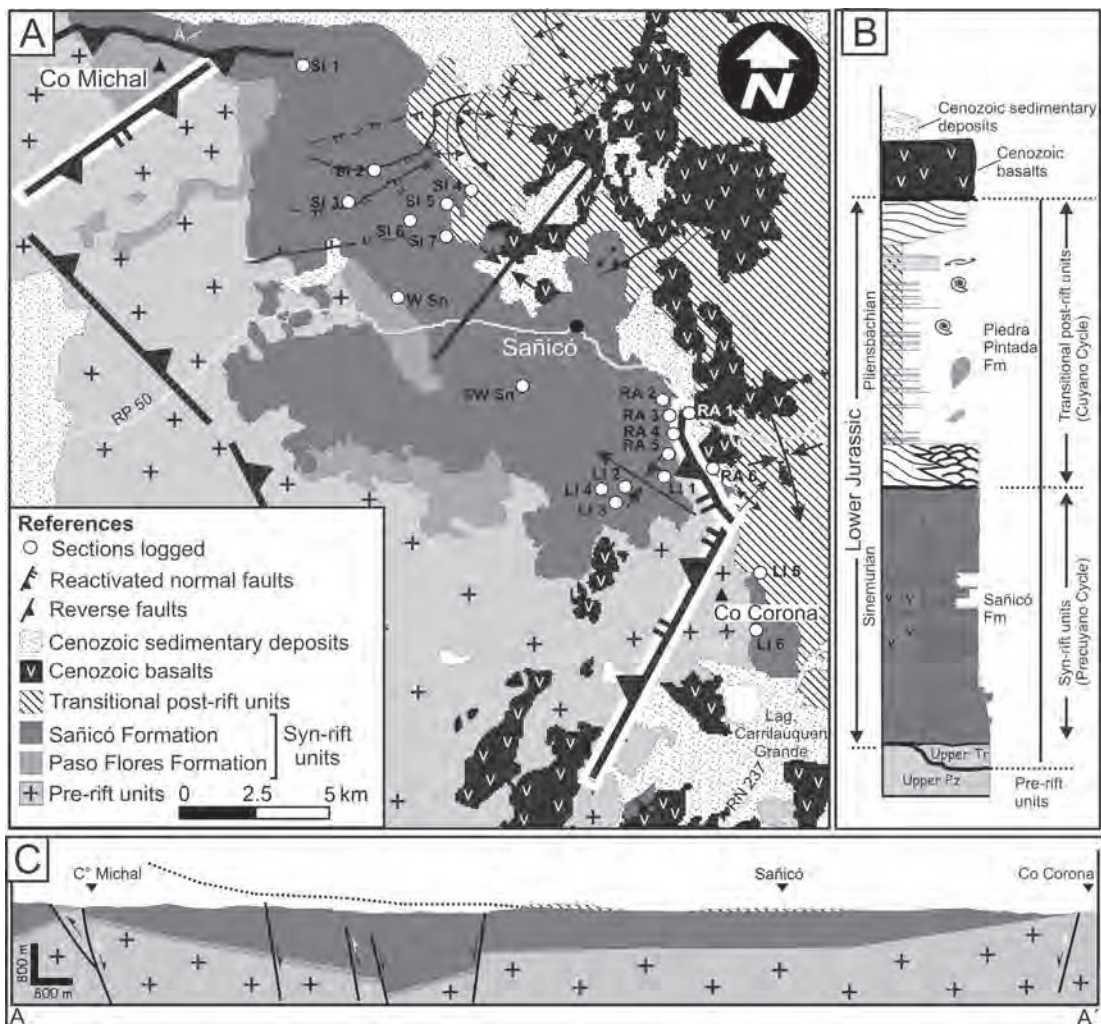 A
N
A
Co Michal
SI 1
SI 2
SI 3
SI 4
SI 5
SI 6
SI 7
W Sn
Sañicó
SW Sn
RP 50
RA 2
RA 1
RA 3
RA 4
RA 5
RA 6
LI 1
LI 2
LI 4
LI 3
LI 5
Co Corona
LI 6
Lag.
Carrilauquen
Grande
RN 237
References
Sections logged
Reactivated normal faults
Reverse faults
Cenozoic sedimentary deposits
Cenozoic basalts
Transitional post-rift units
Sañicó Formation
Paso Flores Formation
Syn-rift
units
Pre-rift units
0 2.5 5 km
B
Cenozoic sedimentary
deposits
Cenozoic
basalts
Lower Jurassic
Pliensbachian
Sinemurian
Piedra
Pintada
Fm
Transitional post-rift units
(Cuyano Cycle)
Sañicó
Fm
Syn-rift units
(Precuyano Cycle)
Upper Tr
Upper Pz
Pre-rift
units
C
C° Michal
Sañicó
Co Corona
800 m
800 m
A
A´